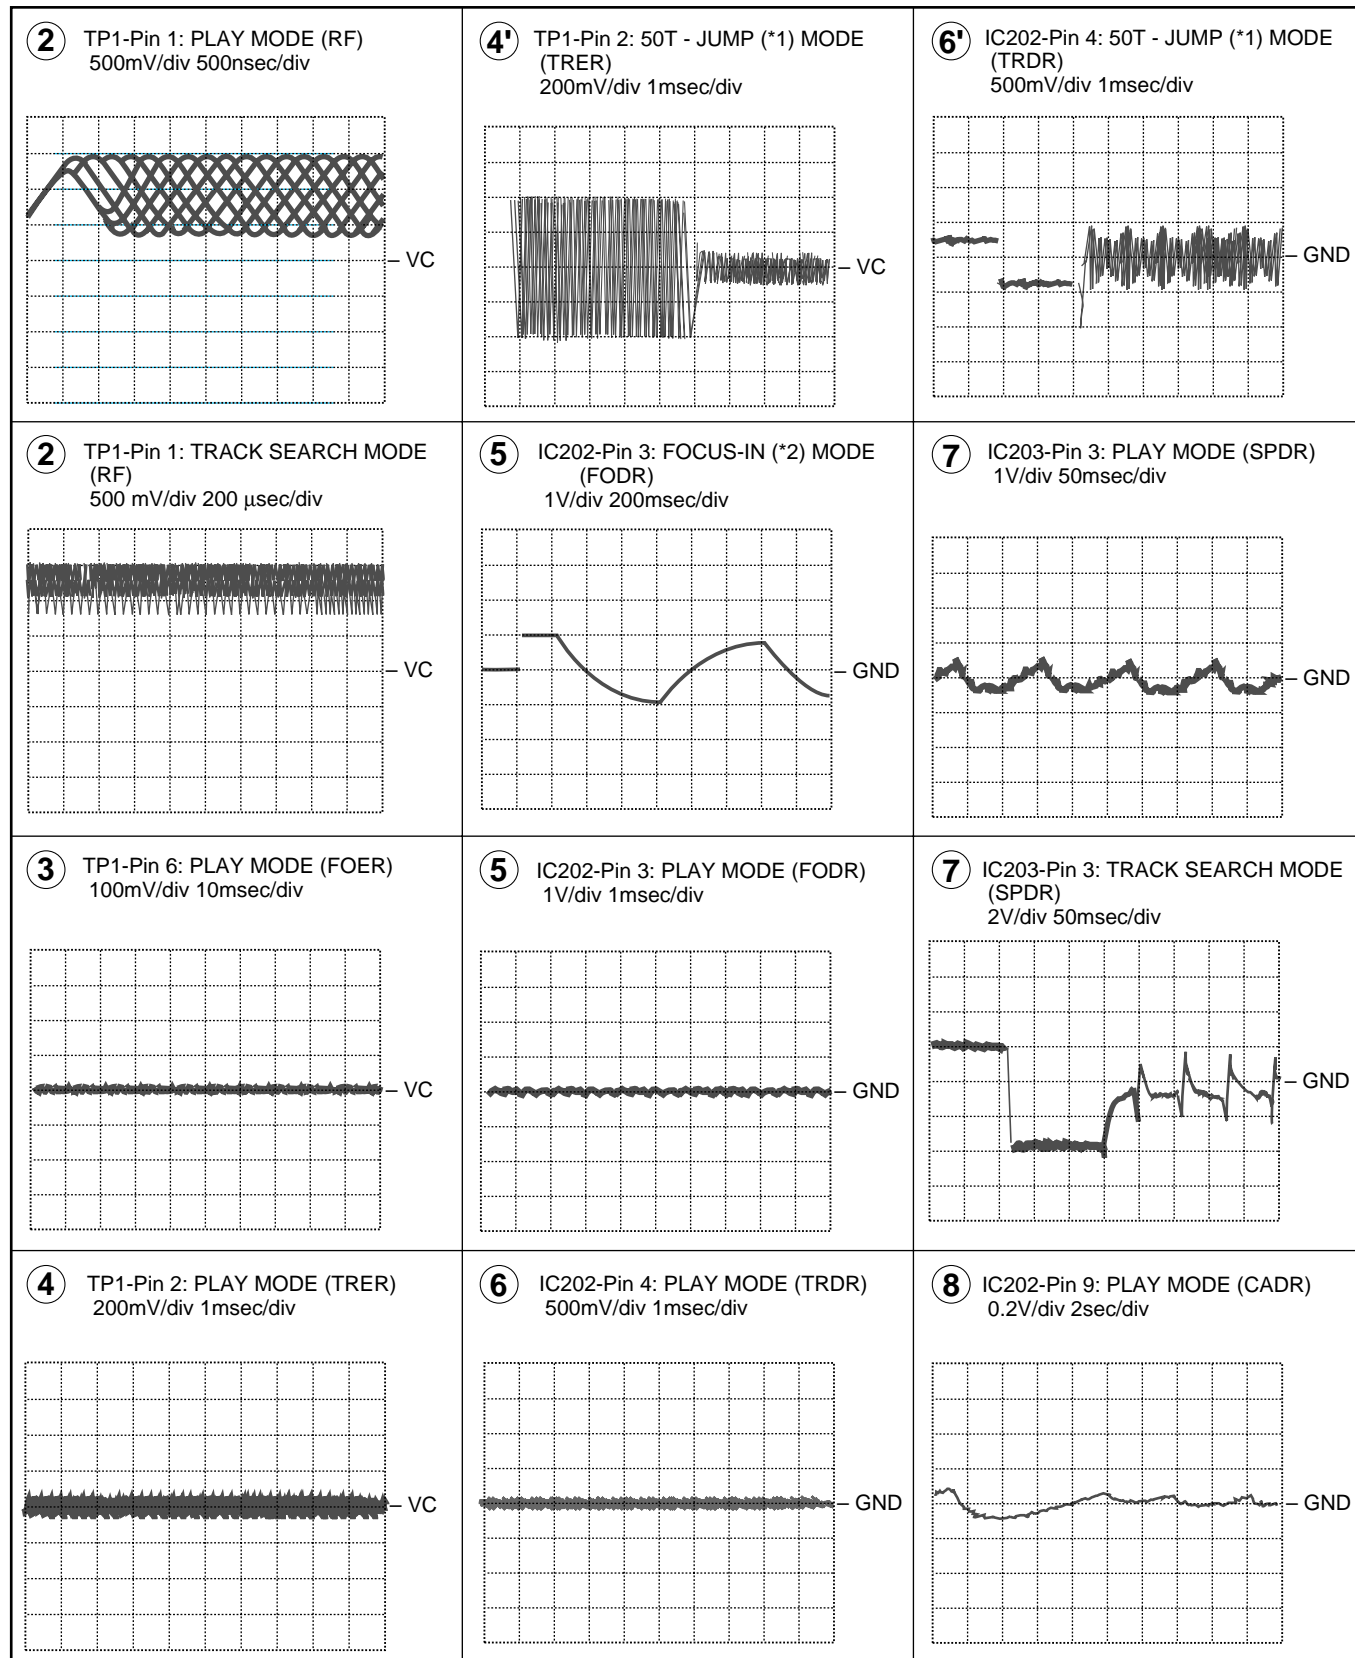 2 TP1-Pin 1: PLAY MODE (RF)
500mV/div 500nsec/div
– VC
4' TP1-Pin 2: 50T - JUMP (*1) MODE
(TRER)
200mV/div 1msec/div
– VC
6' IC202-Pin 4: 50T - JUMP (*1) MODE
(TRDR)
500mV/div 1msec/div
– GND
2 TP1-Pin 1: TRACK SEARCH MODE
(RF)
500 mV/div 200 µsec/div
– VC
5 IC202-Pin 3: FOCUS-IN (*2) MODE
(FODR)
1V/div 200msec/div
– GND
7 IC203-Pin 3: PLAY MODE (SPDR)
1V/div 50msec/div
– GND
3 TP1-Pin 6: PLAY MODE (FOER)
100mV/div 10msec/div
– VC
5 IC202-Pin 3: PLAY MODE (FODR)
1V/div 1msec/div
– GND
7 IC203-Pin 3: TRACK SEARCH MODE
(SPDR)
2V/div 50msec/div
– GND
4 TP1-Pin 2: PLAY MODE (TRER)
200mV/div 1msec/div
– VC
6 IC202-Pin 4: PLAY MODE (TRDR)
500mV/div 1msec/div
– GND
8 IC202-Pin 9: PLAY MODE (CADR)
0.2V/div 2sec/div
– GND